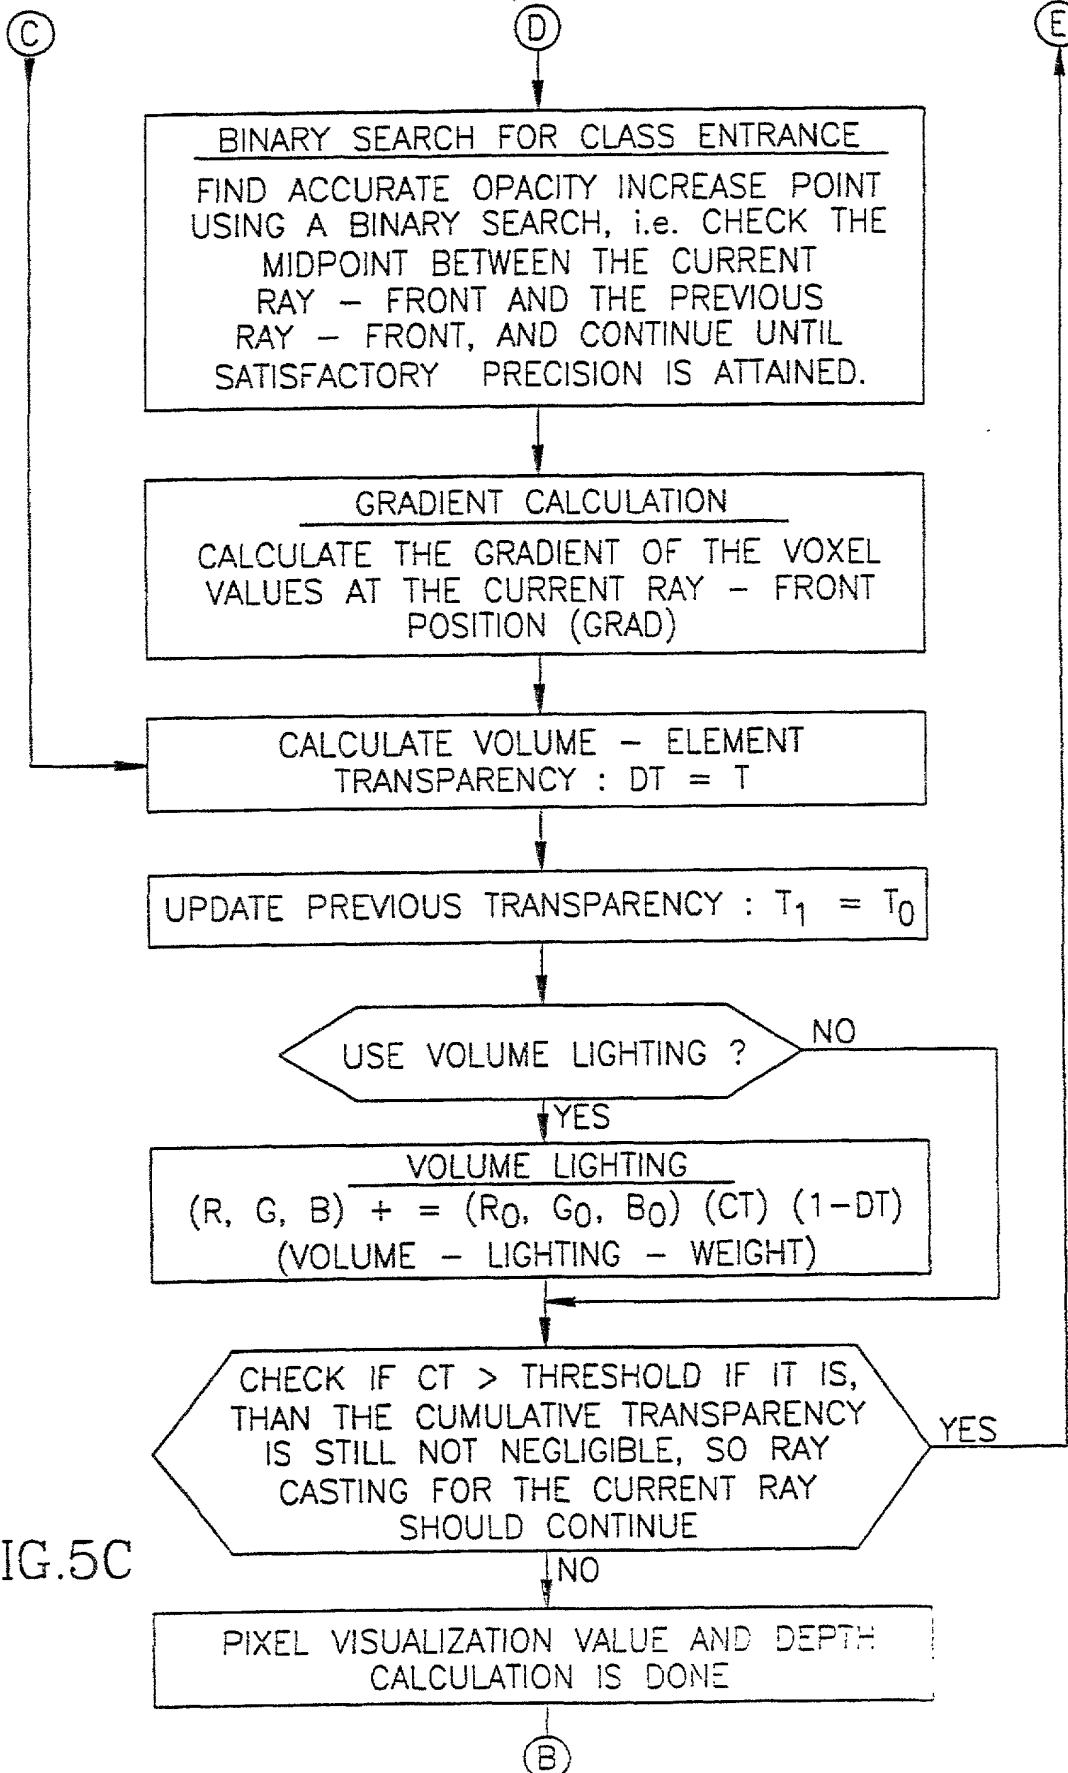 C
D
E
BINARY SEARCH FOR CLASS ENTRANCE
FIND ACCURATE OPACITY INCREASE POINT
USING A BINARY SEARCH, i.e. CHECK THE
MIDPOINT BETWEEN THE CURRENT
RAY – FRONT AND THE PREVIOUS
RAY – FRONT, AND CONTINUE UNTIL
SATISFACTORY PRECISION IS ATTAINED.
GRADIENT CALCULATION
CALCULATE THE GRADIENT OF THE VOXEL
VALUES AT THE CURRENT RAY – FRONT
POSITION (GRAD)
CALCULATE VOLUME – ELEMENT
TRANSPARENCY : DT = T
UPDATE PREVIOUS TRANSPARENCY : T₁ = T₀
USE VOLUME LIGHTING ?
NO
YES
VOLUME LIGHTING
(R, G, B) + = (R₀, G₀, B₀) (CT) (1–DT)
(VOLUME – LIGHTING – WEIGHT)
CHECK IF CT > THRESHOLD IF IT IS,
THAN THE CUMULATIVE TRANSPARENCY
IS STILL NOT NEGLIGIBLE, SO RAY
CASTING FOR THE CURRENT RAY
SHOULD CONTINUE
YES
NO
IG.5C
PIXEL VISUALIZATION VALUE AND DEPTH
CALCULATION IS DONE
B